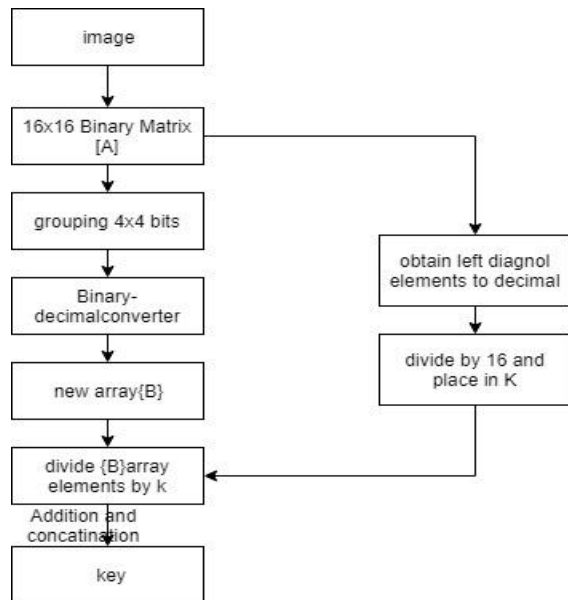 image
16x16 Binary Matrix
[A]
grouping 4x4 bits
Binary-
decimalconverter
new array{B}
divide {B}array
elements by k
Addition and
concatination
key
obtain left diagnol
elements to decimal
divide by 16 and
place in K